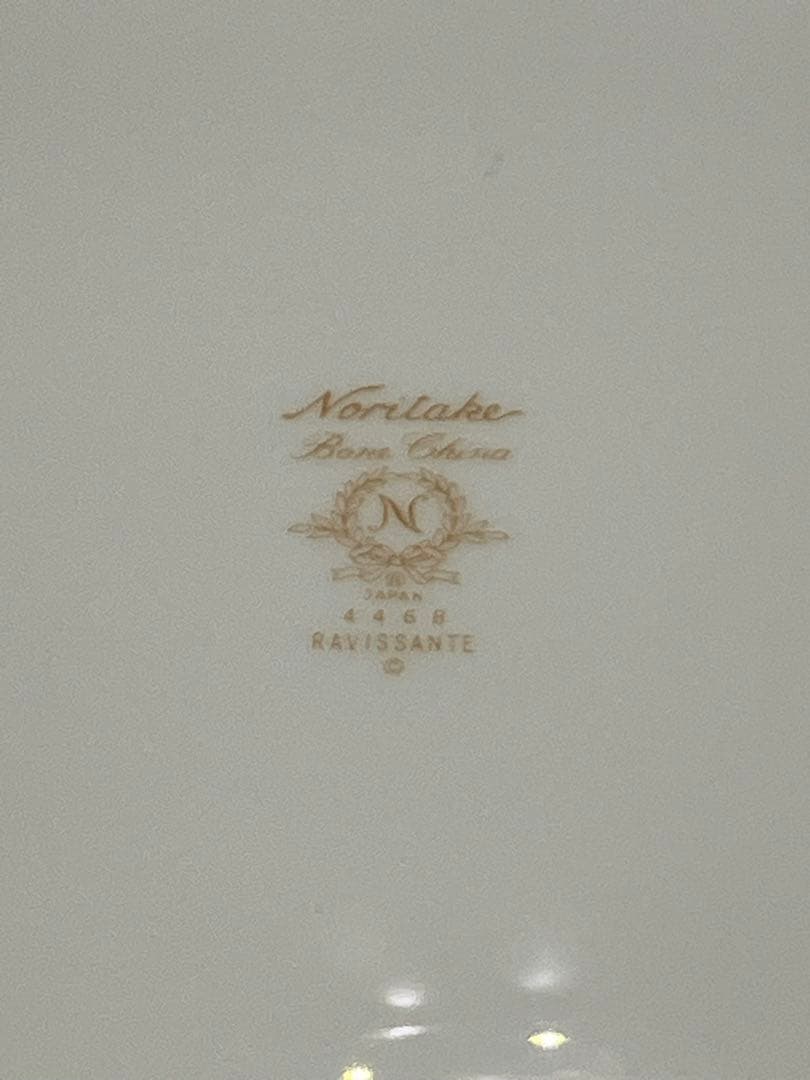 Noritake
Bone China
N
®
JAPAN
4468
RAVISSANTE
©